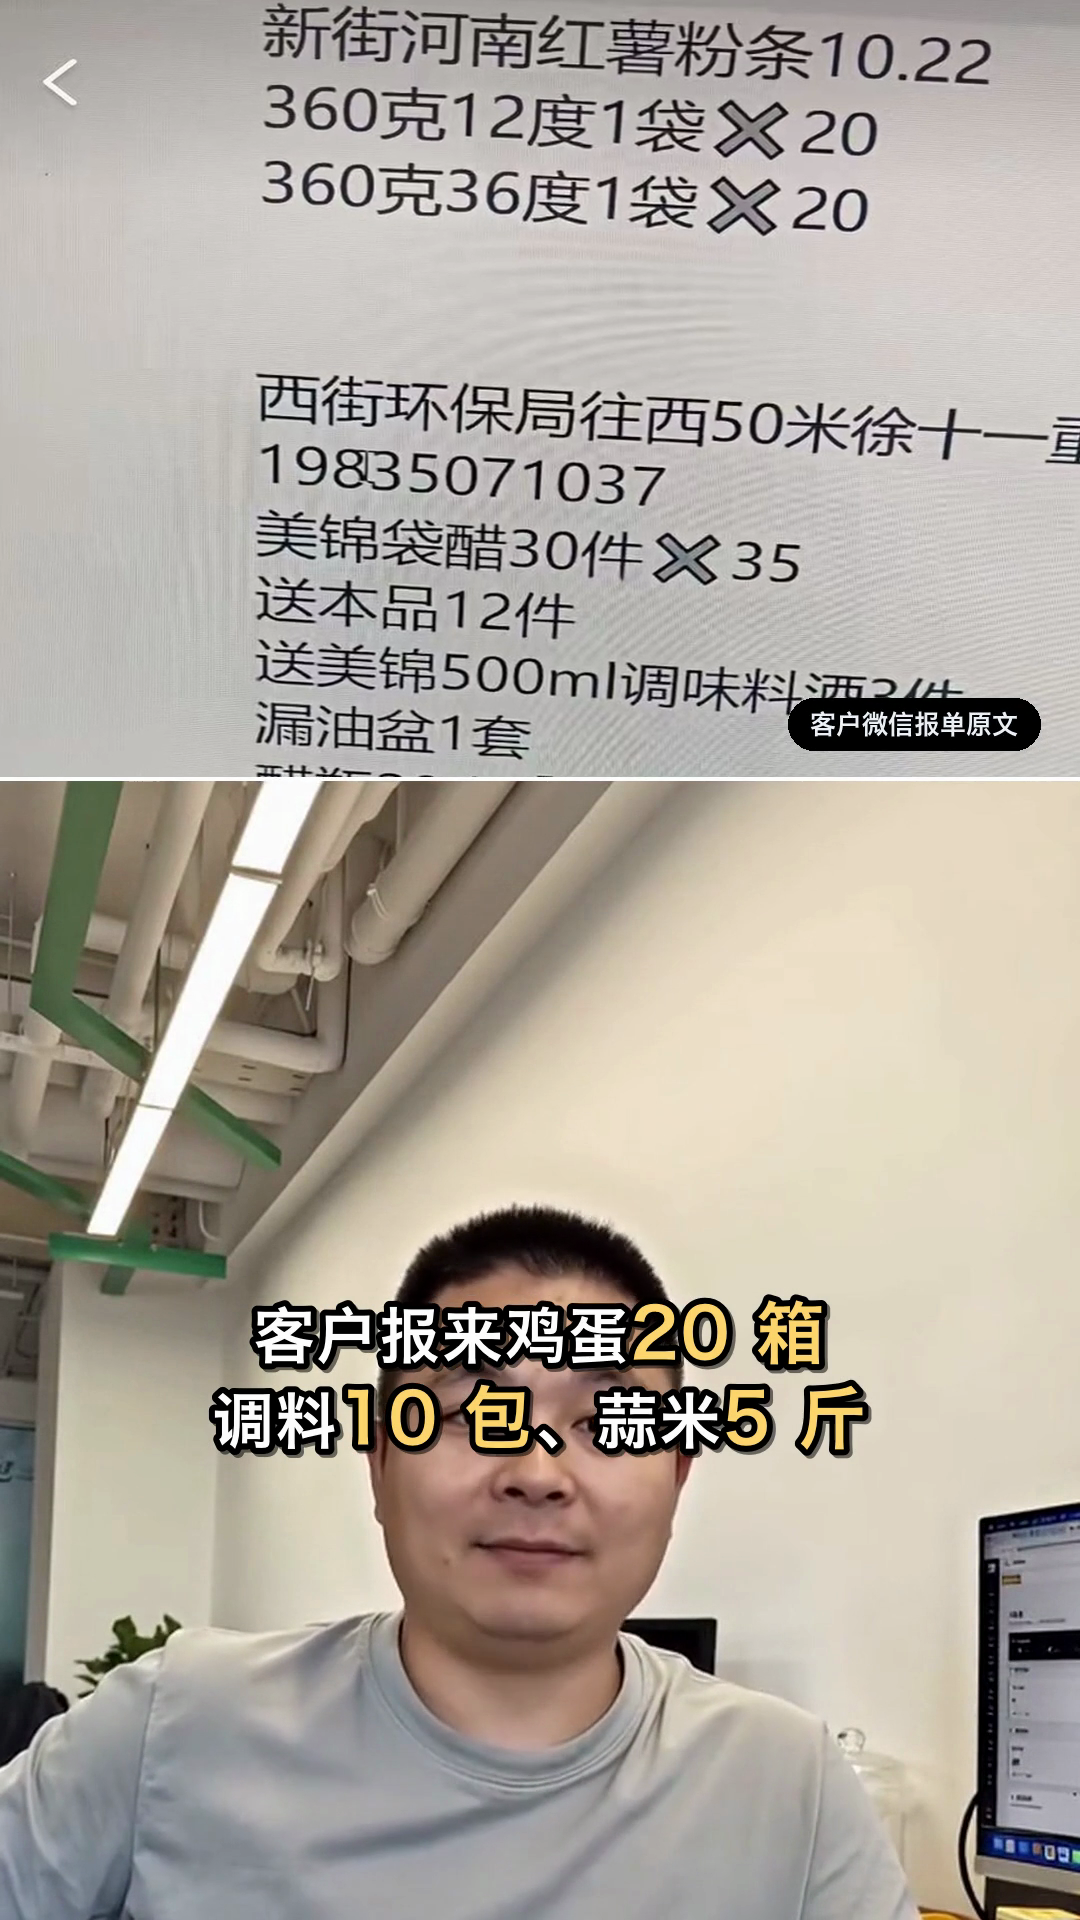 新街河南红薯粉条10.22
360克12度1袋✖20
360克36度1袋✖20
西街环保局往西50米徐十一
19835071037
美锦袋醋30件✖35
送本品12件
送美锦500ml调味料酒3件
漏油盆1套
客户微信报单原文
客户报来鸡蛋20 箱
调料10 包、蒜米5 斤